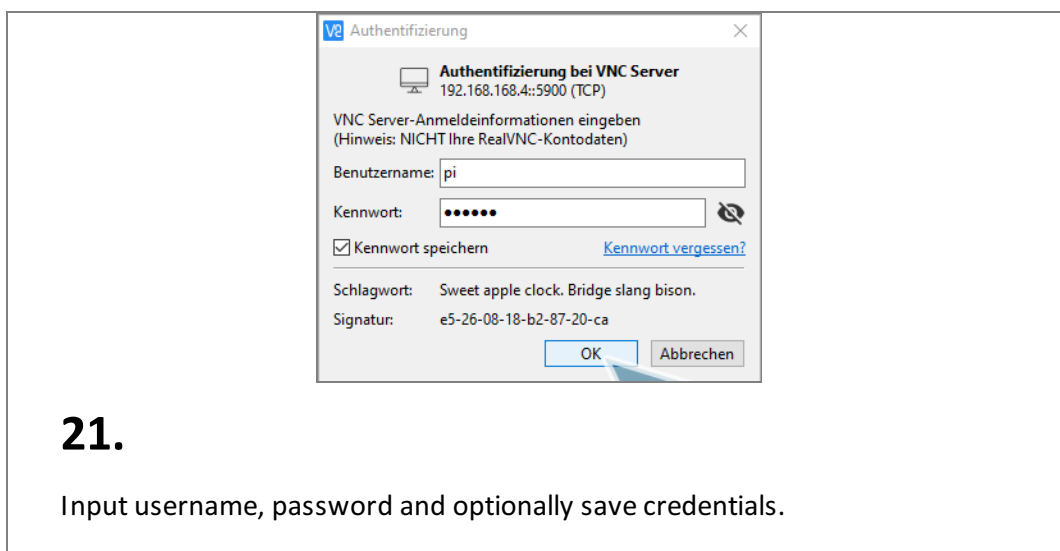 V2 Authentifizierung
Authentifizierung bei VNC Server
192.168.168.4::5900 (TCP)
VNC Server-Anmeldeinformationen eingeben
(Hinweis: NICHT Ihre RealVNC-Kontodaten)
Benutzername: pi
Kennwort: ••••••
Kennwort speichern Kennwort vergessen?
Schlagwort: Sweet apple clock. Bridge slang bison.
Signatur: e5-26-08-18-b2-87-20-ca
OK Abbrechen
21.
Input username, password and optionally save credentials.